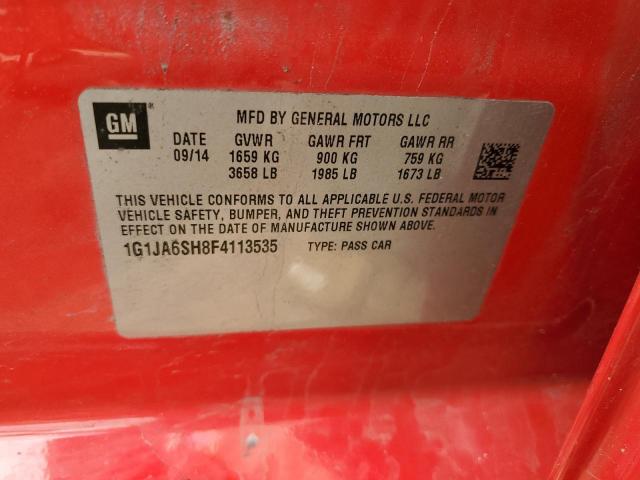 GM ®
MFD BY GENERAL MOTORS LLC
DATE GVWR GAWR FRT GAWR RR
09/14 1659 KG 900 KG 759 KG
3658 LB 1985 LB 1673 LB
THIS VEHICLE CONFORMS TO ALL APPLICABLE U.S. FEDERAL MOTOR
VEHICLE SAFETY, BUMPER, AND THEFT PREVENTION STANDARDS IN
EFFECT ON THE DATE OF MANUFACTURE SHOWN ABOVE.
1G1JA6SH8F4113535 TYPE: PASS CAR